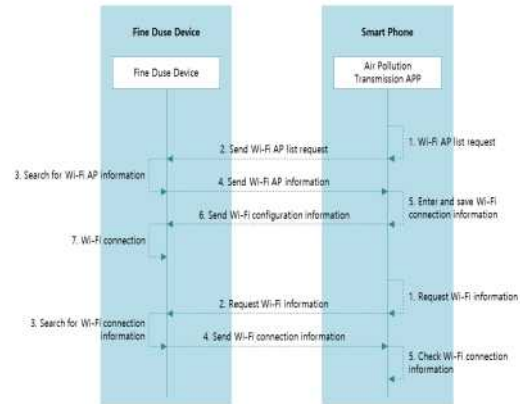 Fine Duse Device
Smart Phone
Fine Duse Device
Air Pollution
Transmission APP
1. Wi-Fi AP list request
2. Send Wi-Fi AP list request
3. Search for Wi-Fi AP information
4. Send Wi-Fi AP information
5. Enter and save Wi-Fi
connection information
6. Send Wi-Fi configuration information
7. Wi-Fi connection
1. Request Wi-Fi information
2. Request Wi-Fi information
3. Search for Wi-Fi connection
information
4. Send Wi-Fi connection information
5. Check Wi-Fi connection
information